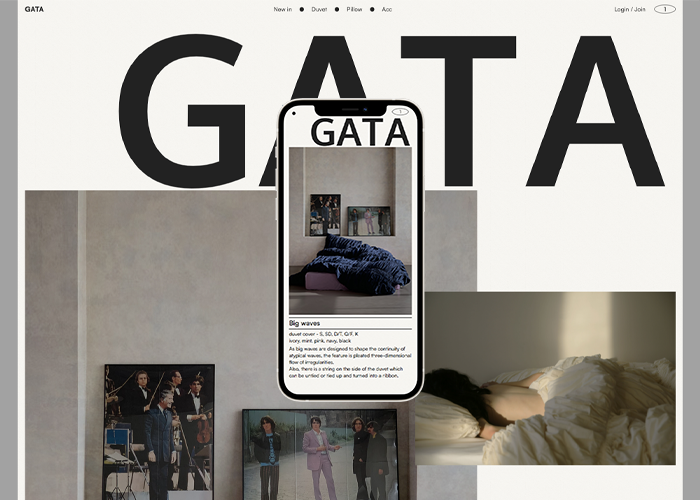 GATA
New in ● Duvet ● Pillow ● Acc
Login / Join
1
GATA
GATA
Big waves
duvet cover - S, SD, D/T, Q/F, K
ivory, mint, pink, navy, black
As big waves are designed to shape the continuity of
atypical waves, the feature is pleated three-dimensional
flow of irregularities.
Also, there is a string on the side of the duvet which
can be untied or tied up and turned into a ribbon.